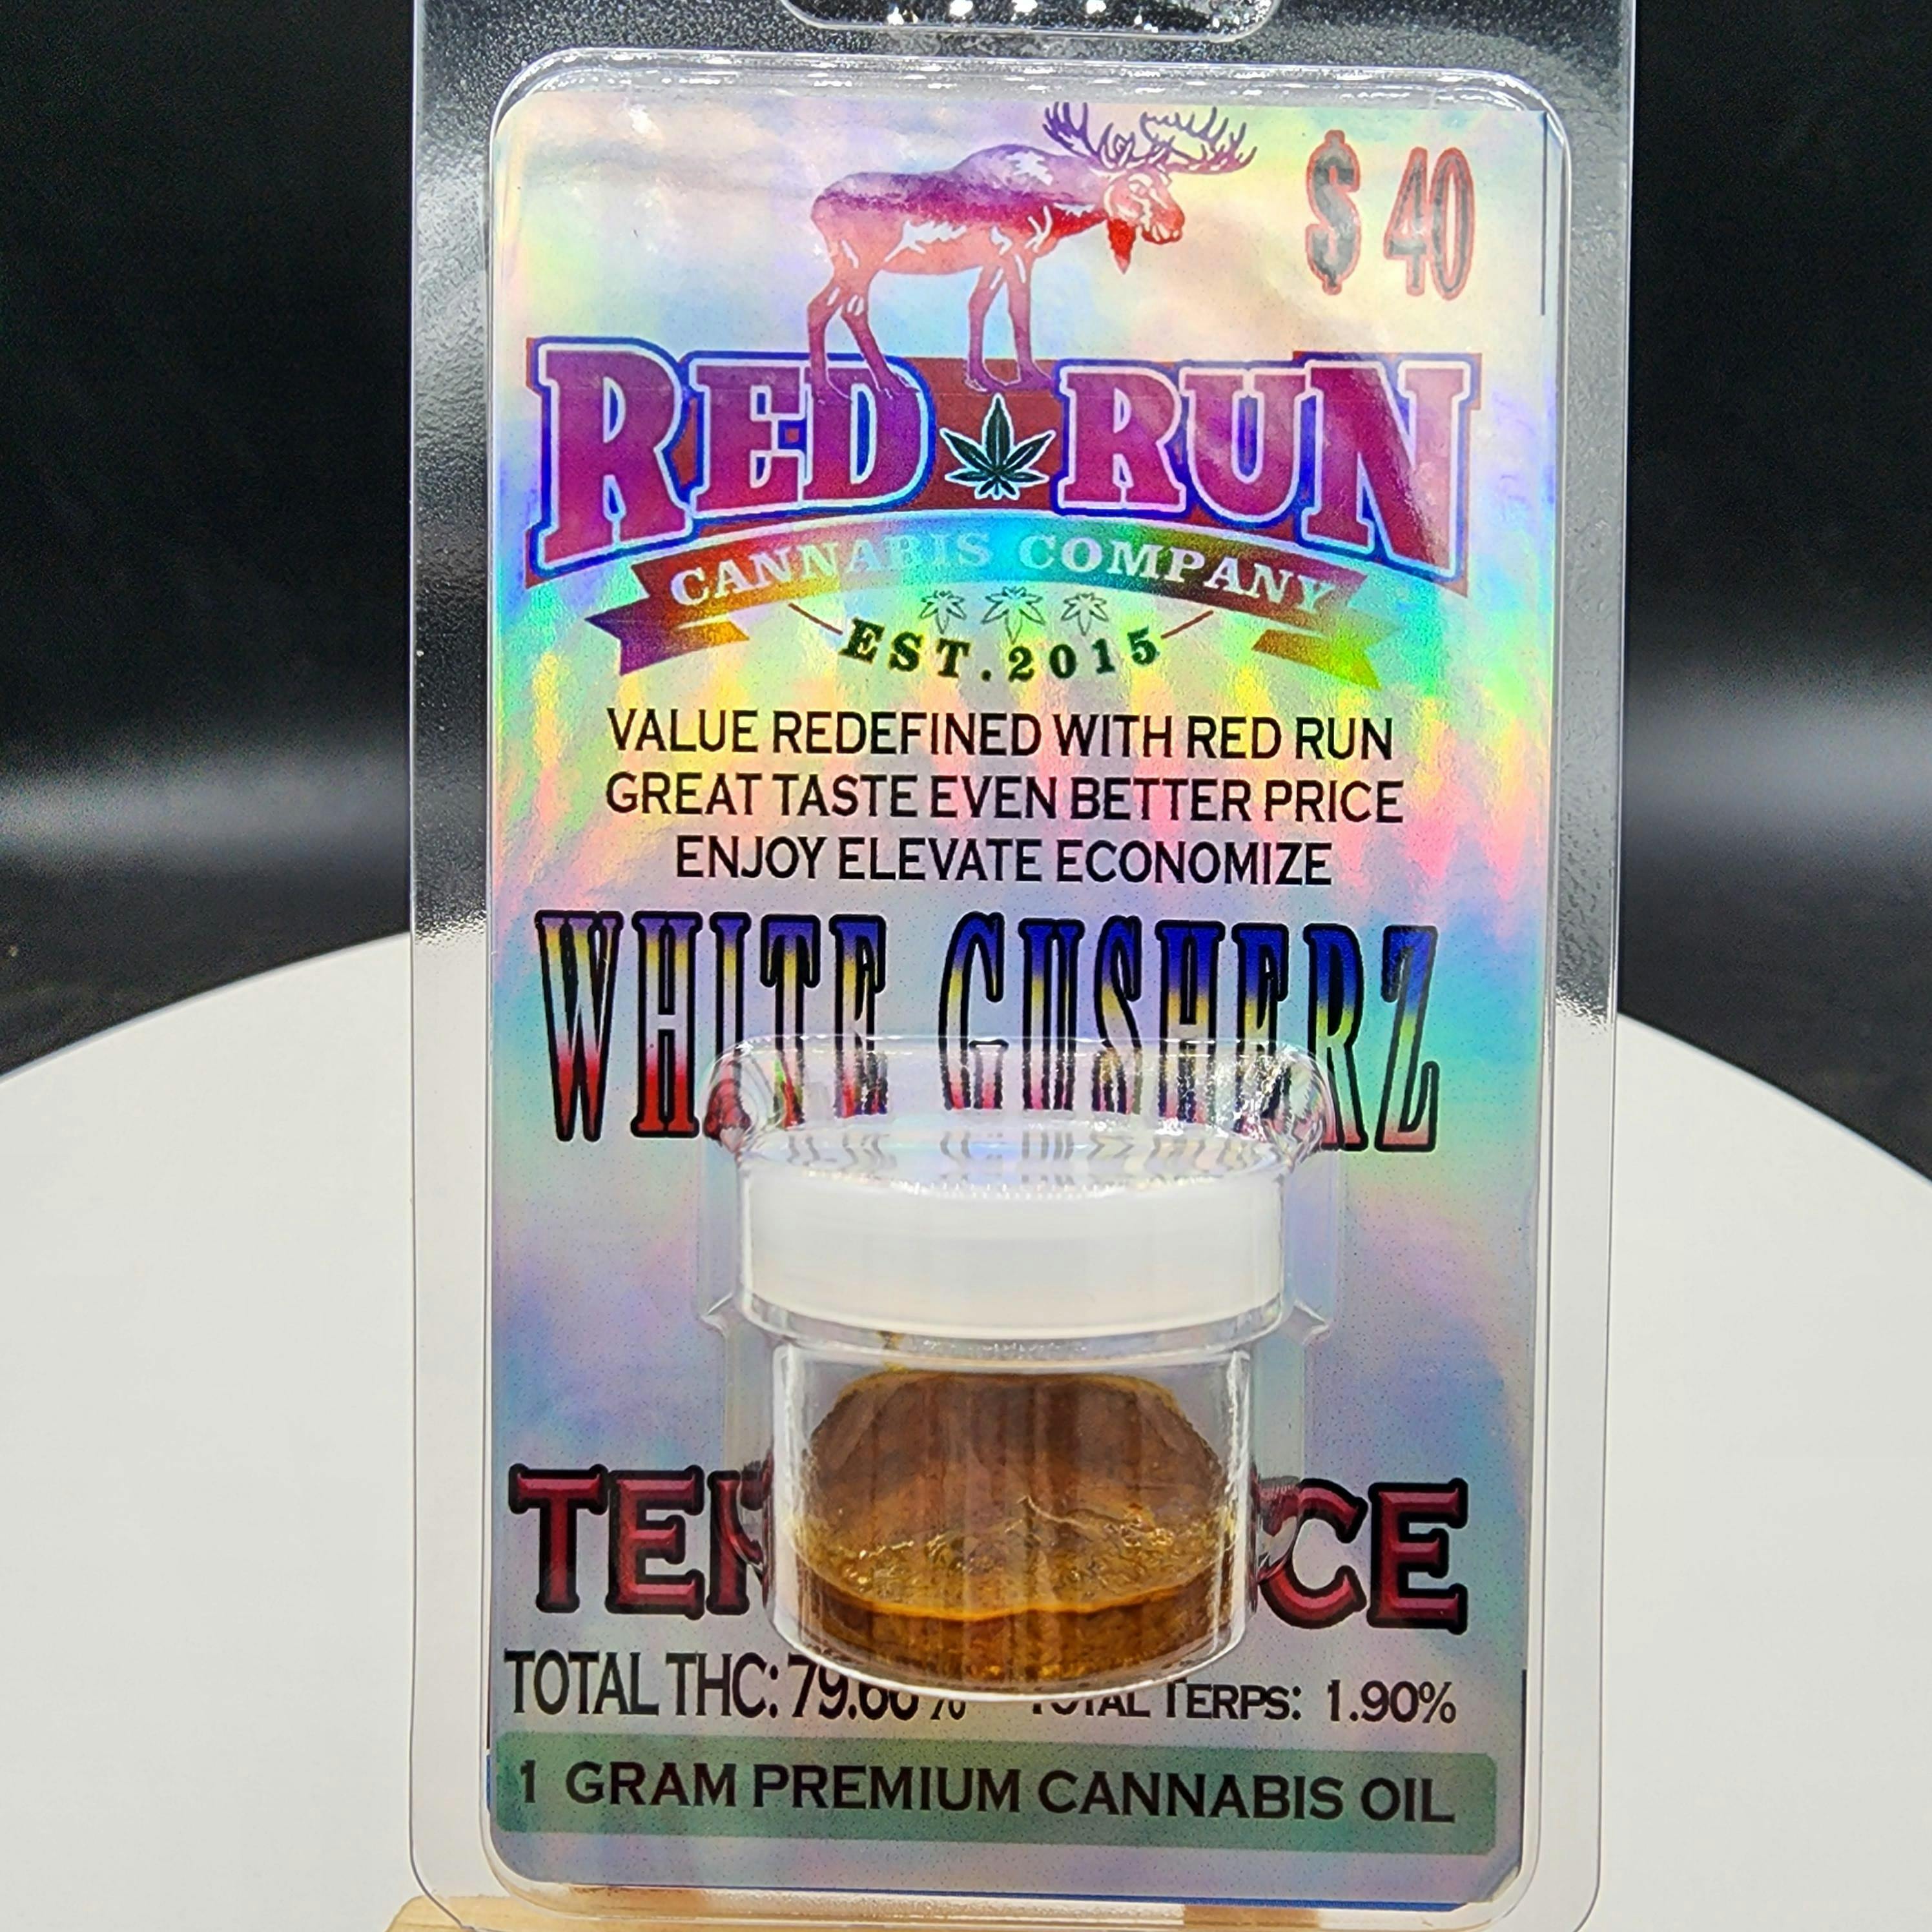 $ 40
RED RUN
CANNABIS COMPANY
EST. 2015
VALUE REDEFINED WITH RED RUN
GREAT TASTE EVEN BETTER PRICE
ENJOY ELEVATE ECONOMIZE
WHITE GUSHERZ
TOTAL THC: TOTAL TERPS: 1.90%
1 GRAM PREMIUM CANNABIS OIL